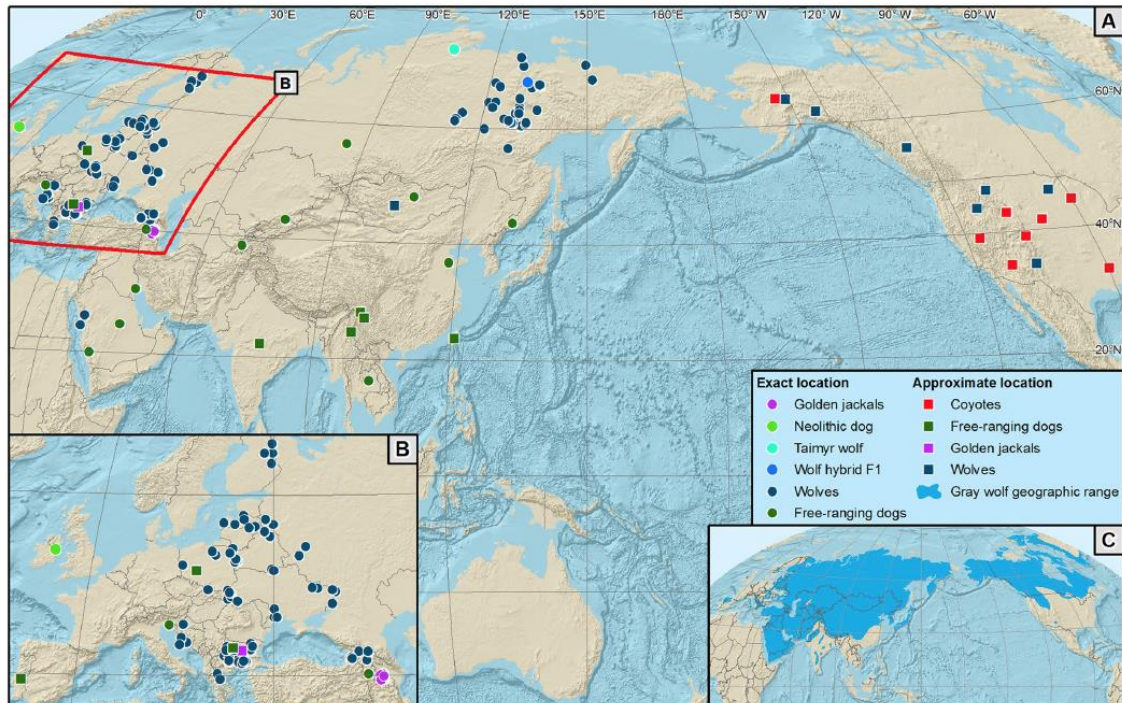 0° 30°E 60°E 90°E 120°E 150°E 180°E 150°W 120°W 90°W 60°W
A
B
60°N
40°N
20°N
Exact location
Golden jackals
Neolithic dog
Taimyr wolf
Wolf hybrid F1
Wolves
Free-ranging dogs
Approximate location
Coyotes
Free-ranging dogs
Golden jackals
Wolves
Gray wolf geographic range
B
C